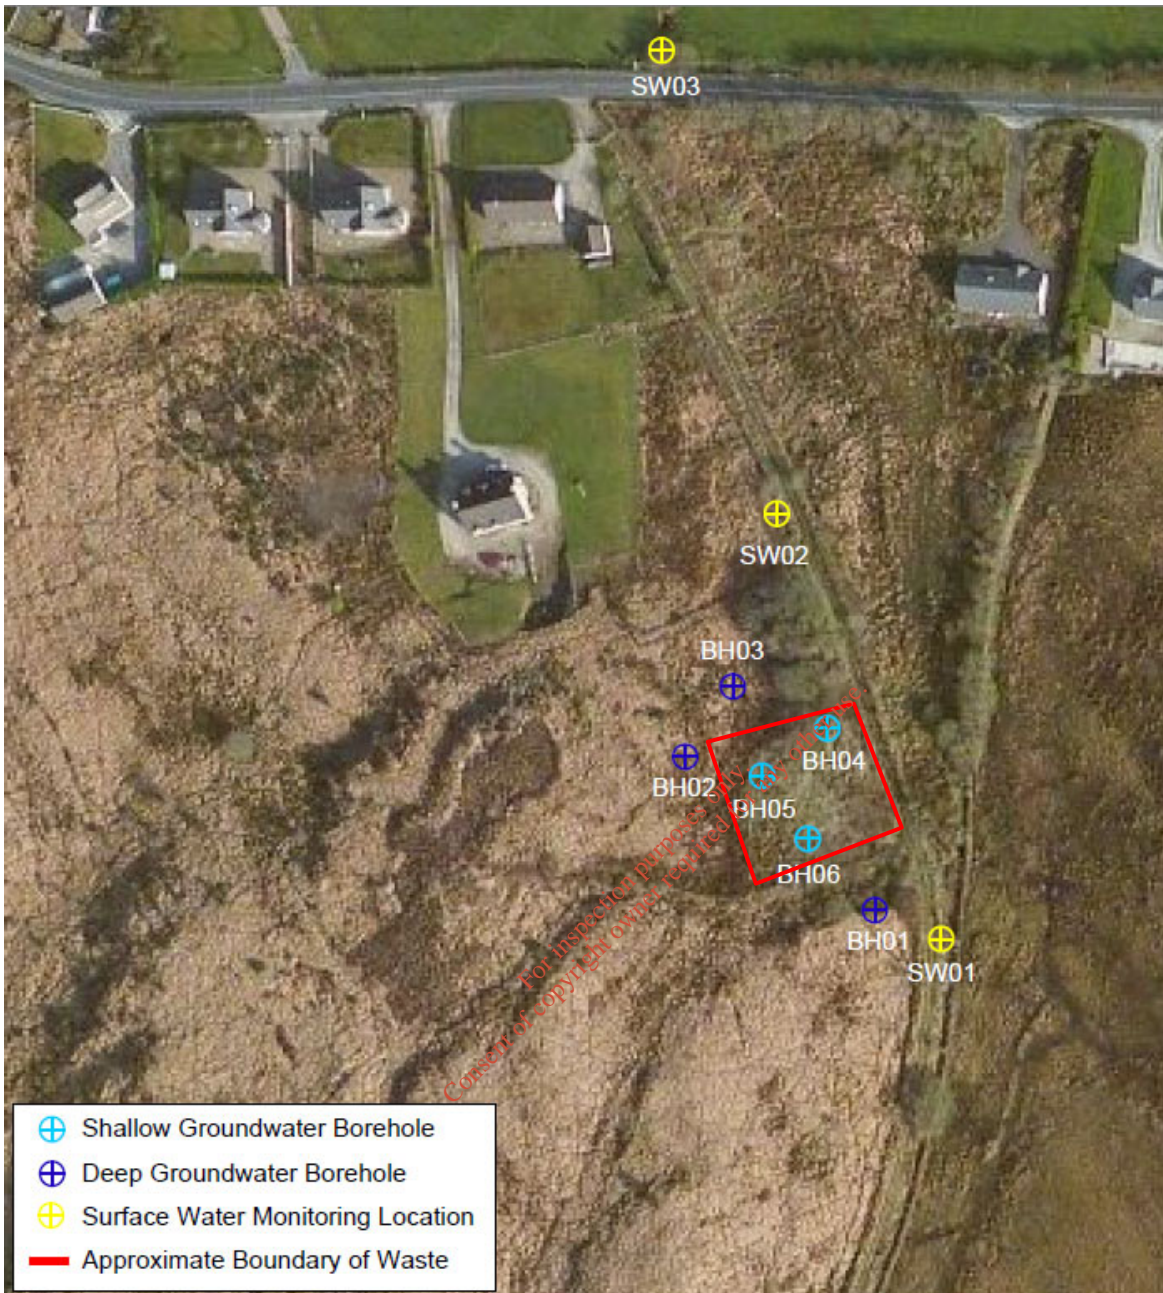 SW03
SW02
BH03
BH04
BH02
BH05
BH06
BH01
SW01
For inspection purposes only.
Consent of copyright owner required for any other use.
Shallow Groundwater Borehole
Deep Groundwater Borehole
Surface Water Monitoring Location
Approximate Boundary of Waste